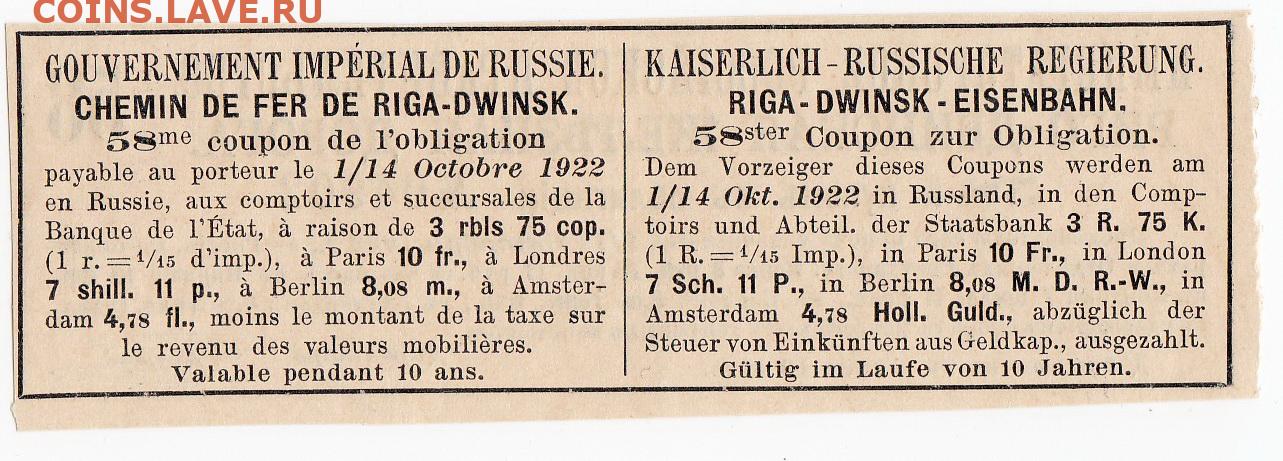 COINS.LAVE.RU
GOUVERNEMENT IMPÉRIAL DE RUSSIE.
CHEMIN DE FER DE RIGA-DWINSK.
58me coupon de l'obligation
payable au porteur le 1/14 Octobre 1922
en Russie, aux comptoirs et succursales de la
Banque de l'État, à raison de 3 rbls 75 cop.
(1 r. = 1/15 d'imp.), à Paris 10 fr., à Londres
7 shill. 11 p., à Berlin 8,08 m., à Amster-
dam 4,78 fl., moins le montant de la taxe sur
le revenu des valeurs mobilières.
Valable pendant 10 ans.
KAISERLICH-RUSSISCHE REGIERUNG.
RIGA-DWINSK-EISENBAHN.
58ster Coupon zur Obligation.
Dem Vorzeiger dieses Coupons werden am
1/14 Okt. 1922 in Russland, in den Comp-
toirs und Abteil. der Staatsbank 3 R. 75 K.
(1 R. = 1/15 Imp.), in Paris 10 Fr., in London
7 Sch. 11 P., in Berlin 8,08 M. D. R.-W., in
Amsterdam 4,78 Holl. Guld., abzüglich der
Steuer von Einkünften aus Geldkap., ausgezahlt.
Gültig im Laufe von 10 Jahren.